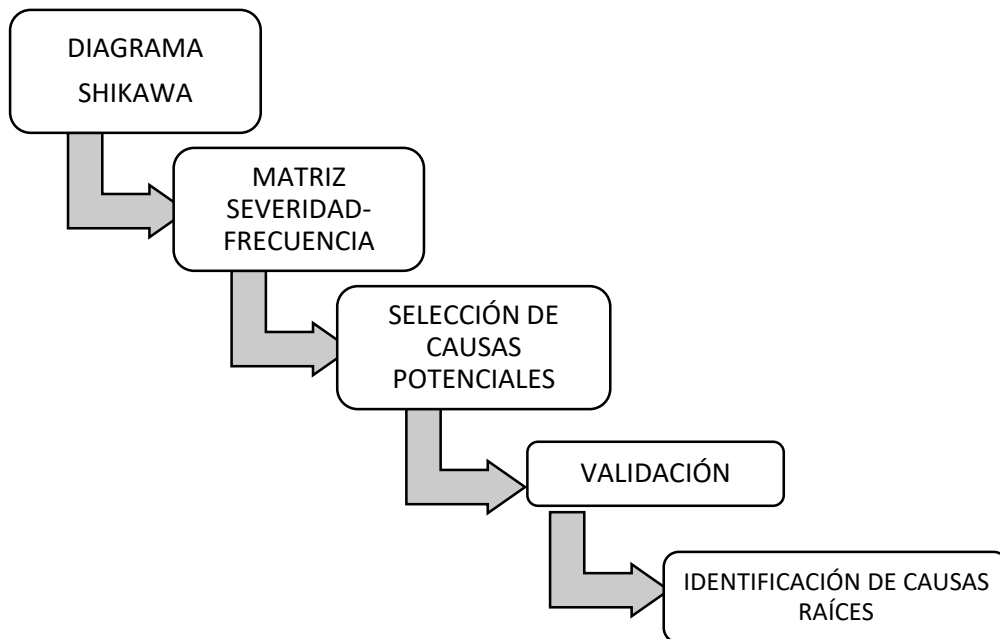 DIAGRAMA
SHIKAWA
MATRIZ
SEVERIDAD-
FRECUENCIA
SELECCIÓN DE
CAUSAS
POTENCIALES
VALIDACIÓN
IDENTIFICACIÓN DE CAUSAS
RAÍCES